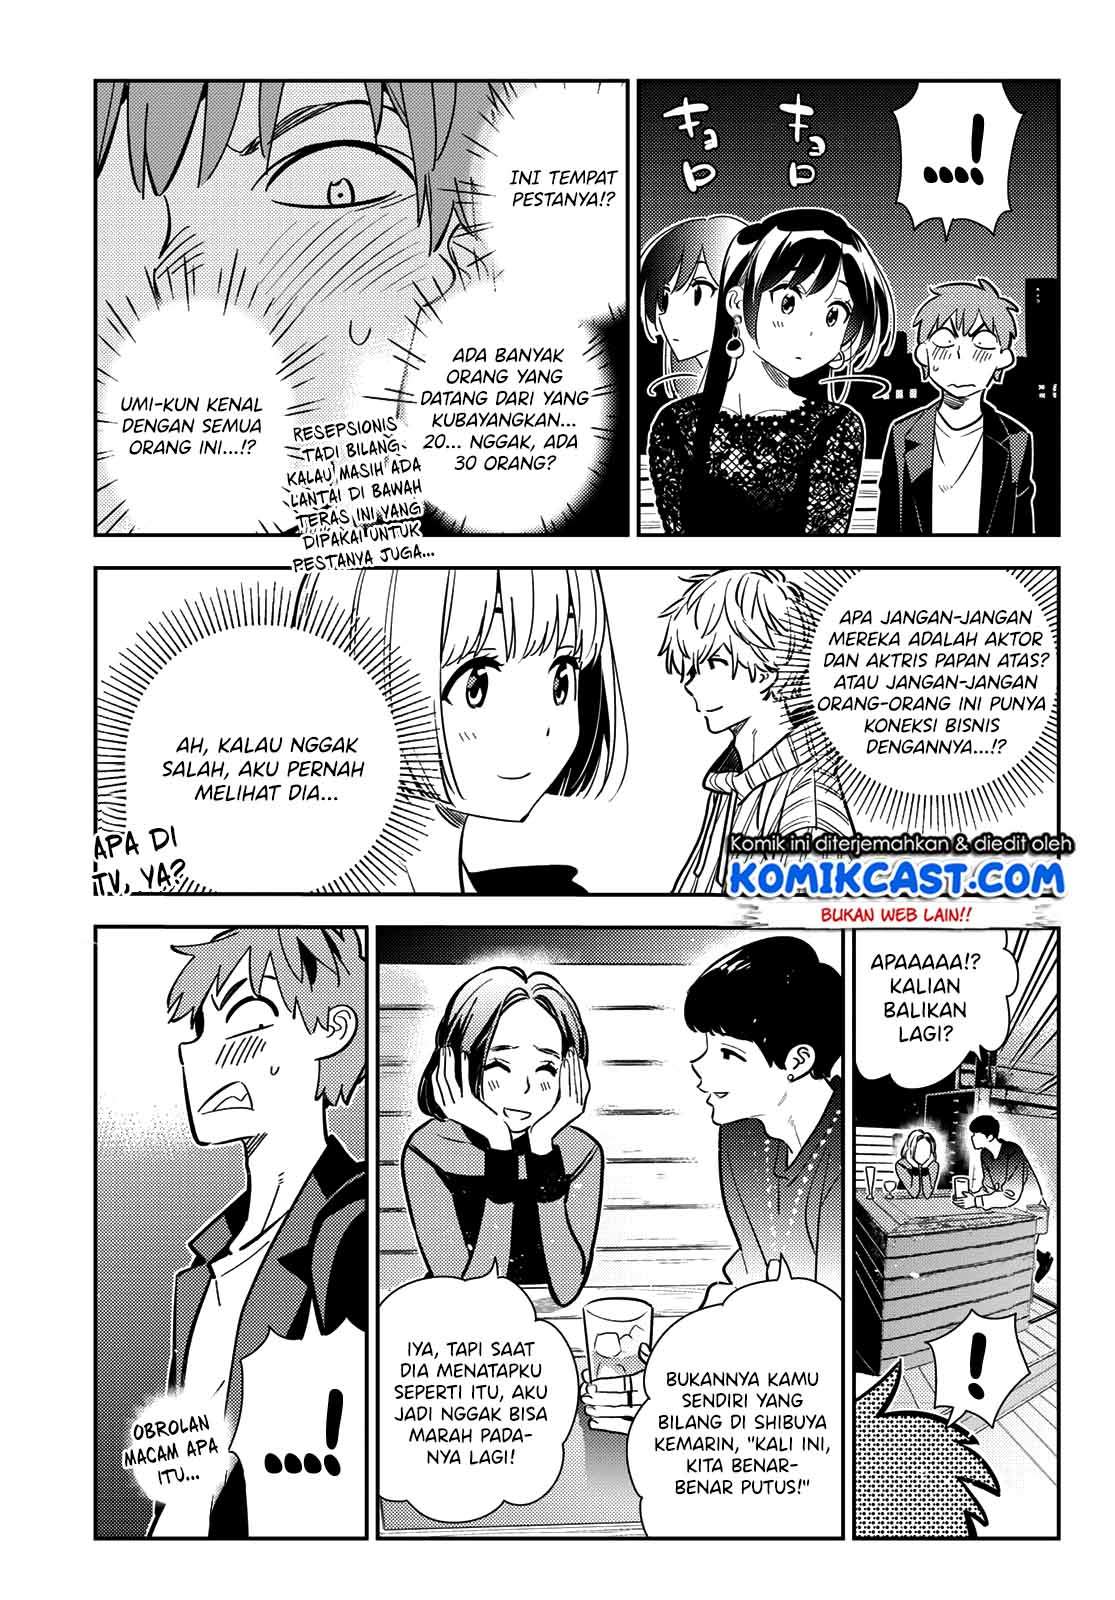 ....!
キョロ
キョロ
INI TEMPAT
PESTANYA!?
ADA BANYAK
ORANG YANG
DATANG DARI YANG
KUBAYANGKAN...
20... NGGAK, ADA
30 ORANG?
RESEPSIONIS
TADI BILANG
KALAU MASIH ADA
LANTAI DI BAWAH
TERAS INI YANG
DIPAKAI UNTUK
PESTANYA JUGA...
UMI-KUN KENAL
DENGAN SEMUA
ORANG INI...!?
APA JANGAN-JANGAN
MEREKA ADALAH AKTOR
DAN AKTRIS PAPAN ATAS?
ATAU JANGAN-JANGAN
ORANG-ORANG INI PUNYA
KONEKSI BISNIS
DENGANNYA...!?
AH, KALAU NGGAK
SALAH, AKU PERNAH
MELIHAT DIA...
APA DI
TV, YA?
Komik ini diterjemahkan & diedit oleh
KOMIKCAST.COM
BUKAN WEB LAIN!!
APAAAAA!?
KALIAN
BALIKAN
LAGI?
...!
BUKANNYA KAMU
SENDIRI YANG
BILANG DI SHIBUYA
KEMARIN, "KALI INI,
KITA BENAR-
BENAR PUTUS!"
IYA, TAPI SAAT
DIA MENATAPKU
SEPERTI ITU, AKU
JADI NGGAK BISA
MARAH PADA-
NYA LAGI!
....!
OBROLAN
MACAM APA
ITU...